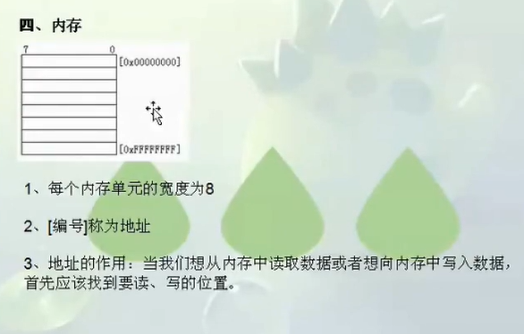 四、内存
7 0
[0x00000000]
[0xFFFFFFFF]
1、每个内存单元的宽度为8
2、[编号]称为地址
3、地址的作用：当我们想从内存中读取数据或者想向内存中写入数据，
首先应该找到要读、写的位置。